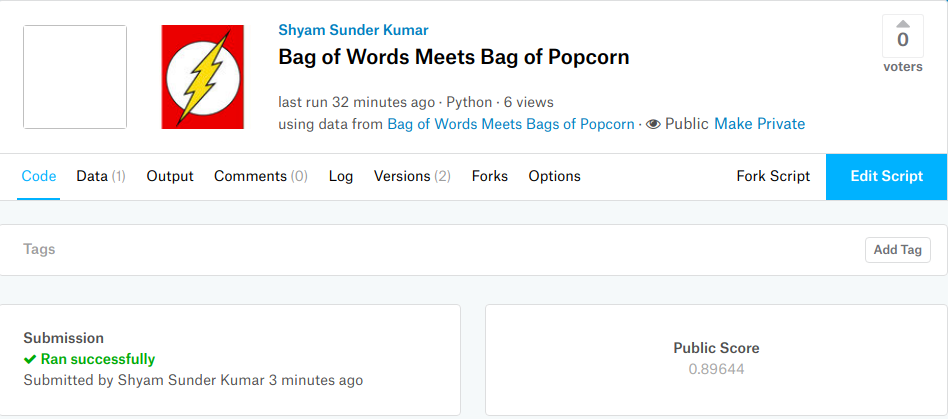 Shyam Sunder Kumar
Bag of Words Meets Bag of Popcorn
0
voters
last run 32 minutes ago · Python · 6 views
using data from Bag of Words Meets Bags of Popcorn · Public Make Private
Code Data (1) Output Comments (0) Log Versions (2) Forks Options Fork Script Edit Script
Tags Add Tag
Submission
Ran successfully
Submitted by Shyam Sunder Kumar 3 minutes ago
Public Score
0.89644